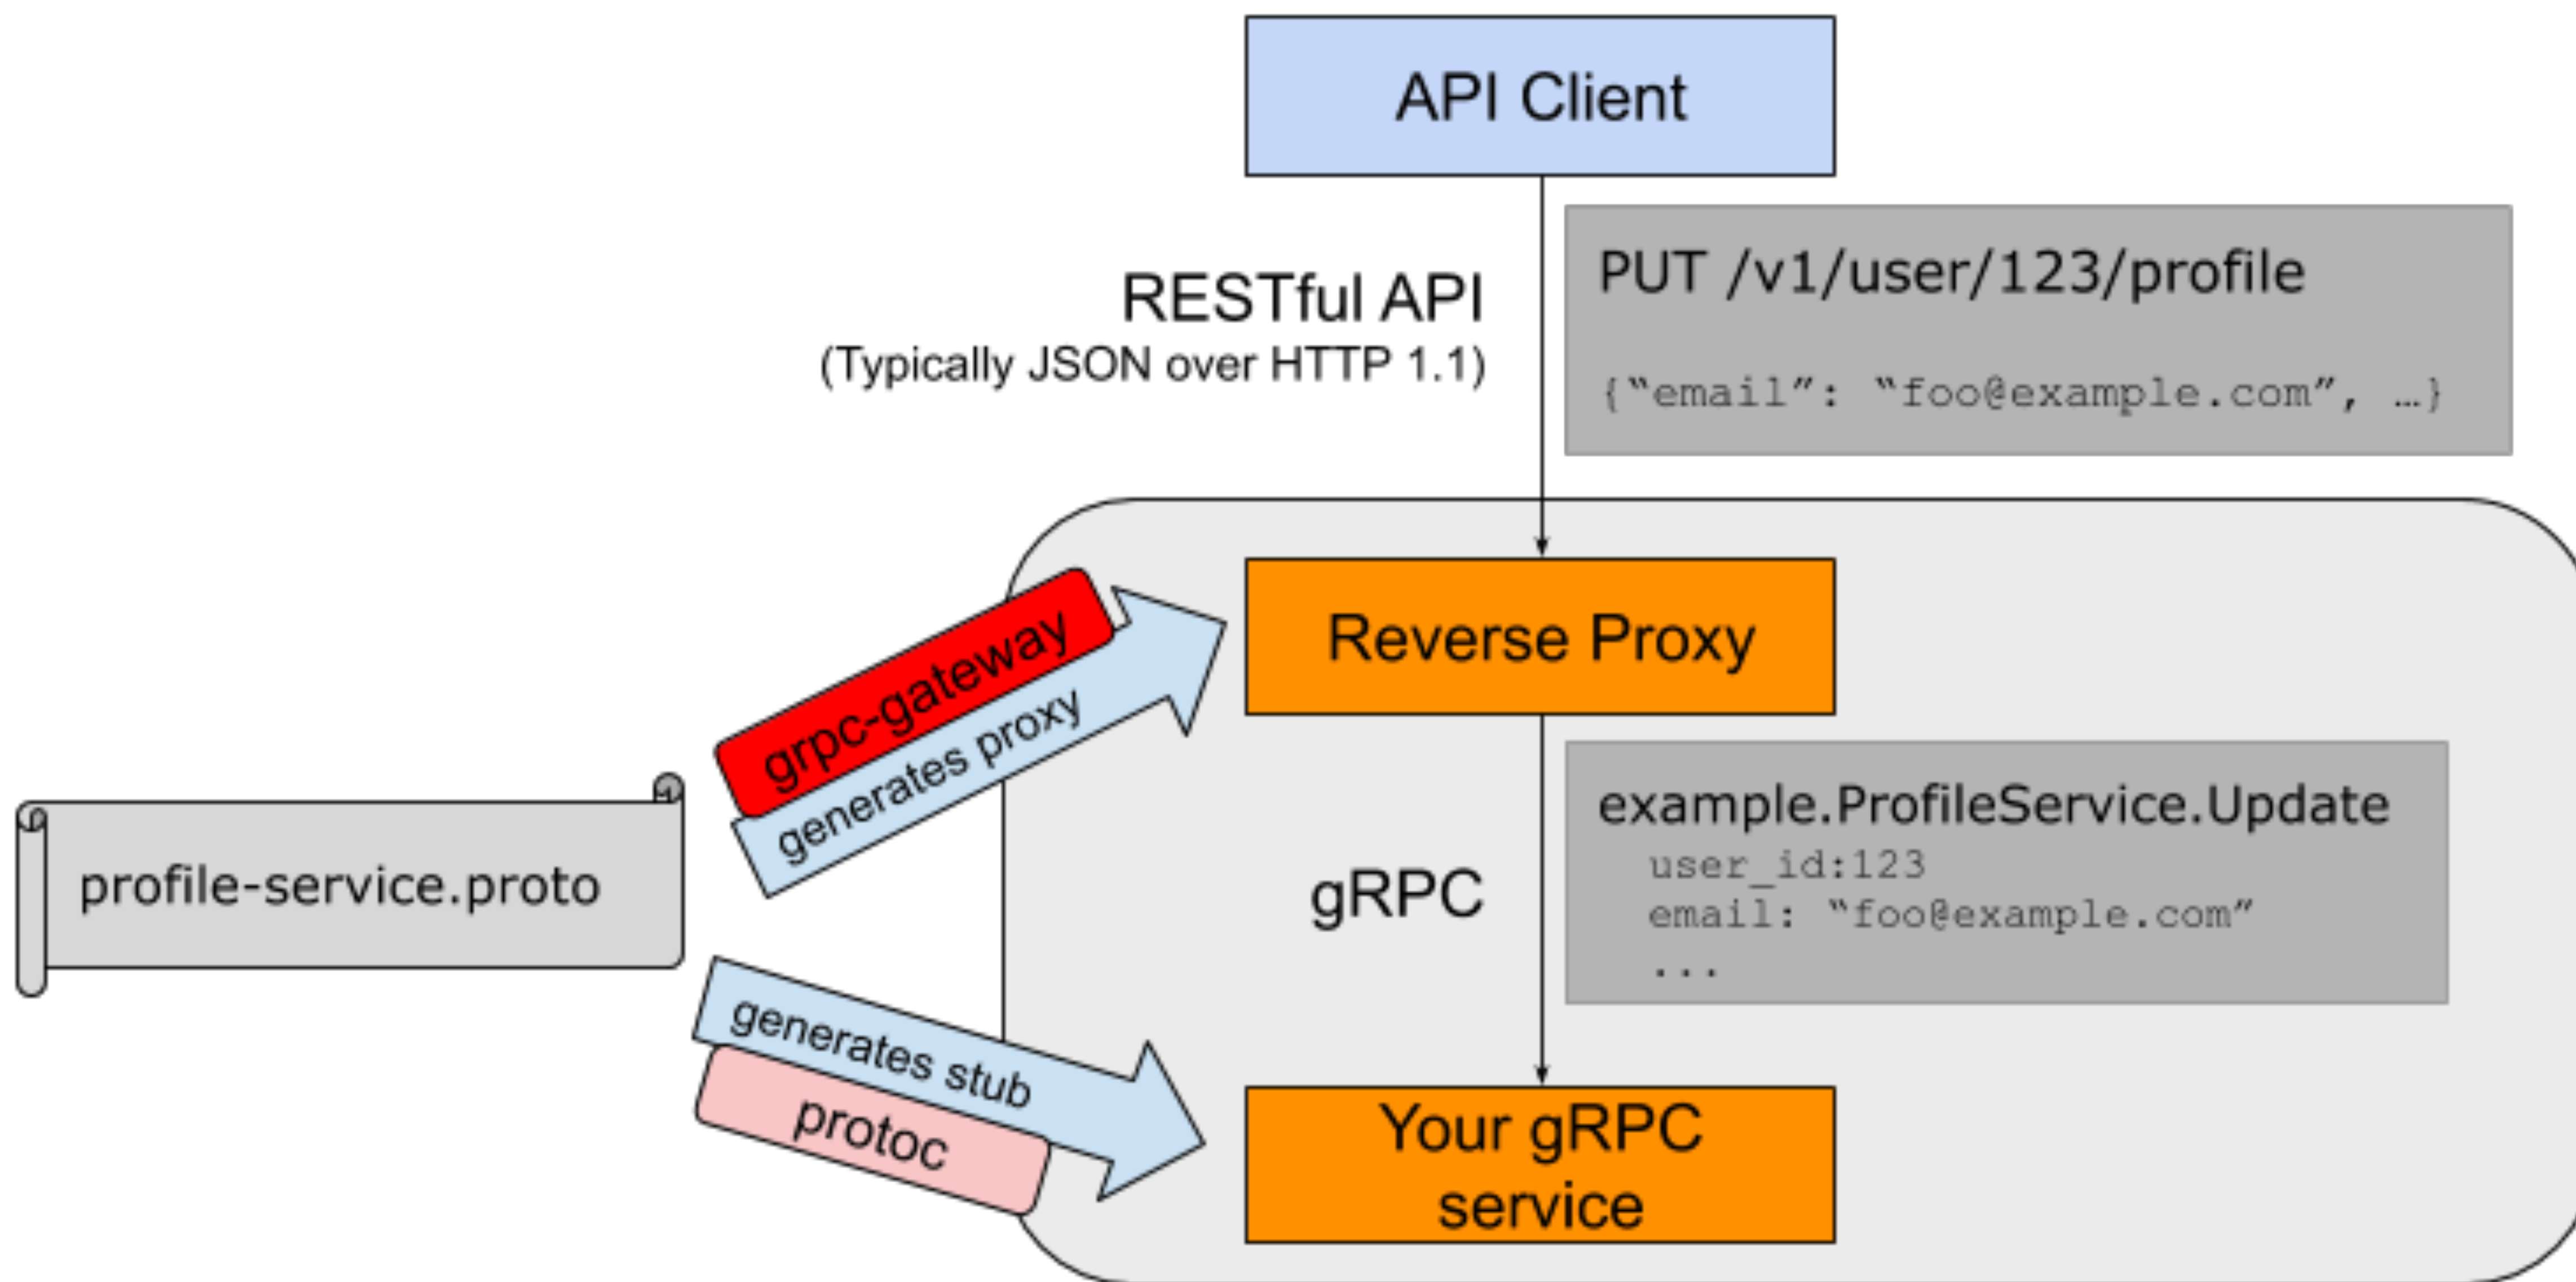 API Client
RESTful API
(Typically JSON over HTTP 1.1)
PUT /v1/user/123/profile
{“email”: “foo@example.com”, …}
grpc-gateway
generates proxy
Reverse Proxy
profile-service.proto
gRPC
example.ProfileService.Update
user_id:123
email: “foo@example.com”
...
generates stub
protoc
Your gRPC
service